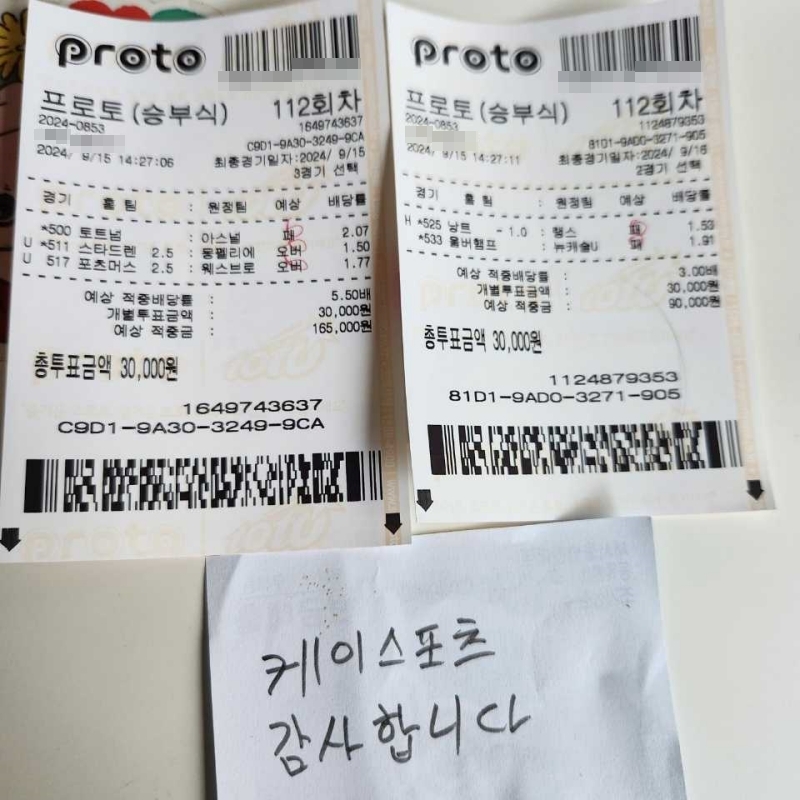 proto
프로토(승부식) 112회차
2024-0853 1649743637
C9D1-9A30-3249-9CA
2024/ 9/15 14:27:06 최종경기일자:2024/ 9/15
3경기 선택
경기 홈팀 : 원정팀 예상 배당률
*500 토트넘 : 아스널 패 2.07
U *511 스타드렌 2.5 : 몽펠리에 오버 1.50
U 517 포츠머스 2.5 : 웨스브로 오버 1.77
예상 적중배당률 : 5.50배
개별투표금액 : 30,000원
예상 적중금 : 165,000원
총투표금액 30,000원
1649743637
C9D1-9A30-3249-9CA
proto
프로토(승부식) 112회차
2024-0853 1124879353
81D1-9AD0-3271-905
2024/ 9/15 14:27:11 최종경기일자:2024/ 9/16
2경기 선택
경기 홈팀 : 원정팀 예상 배당률
H *525 낭트 - 1.0 : 랭스 패 1.53
*533 울버햄프 : 뉴캐슬U 패 1.91
예상 적중배당률 : 3.00배
개별투표금액 : 30,000원
예상 적중금 : 90,000원
총투표금액 30,000원
1124879353
81D1-9AD0-3271-905
케이스포츠
감사합니다